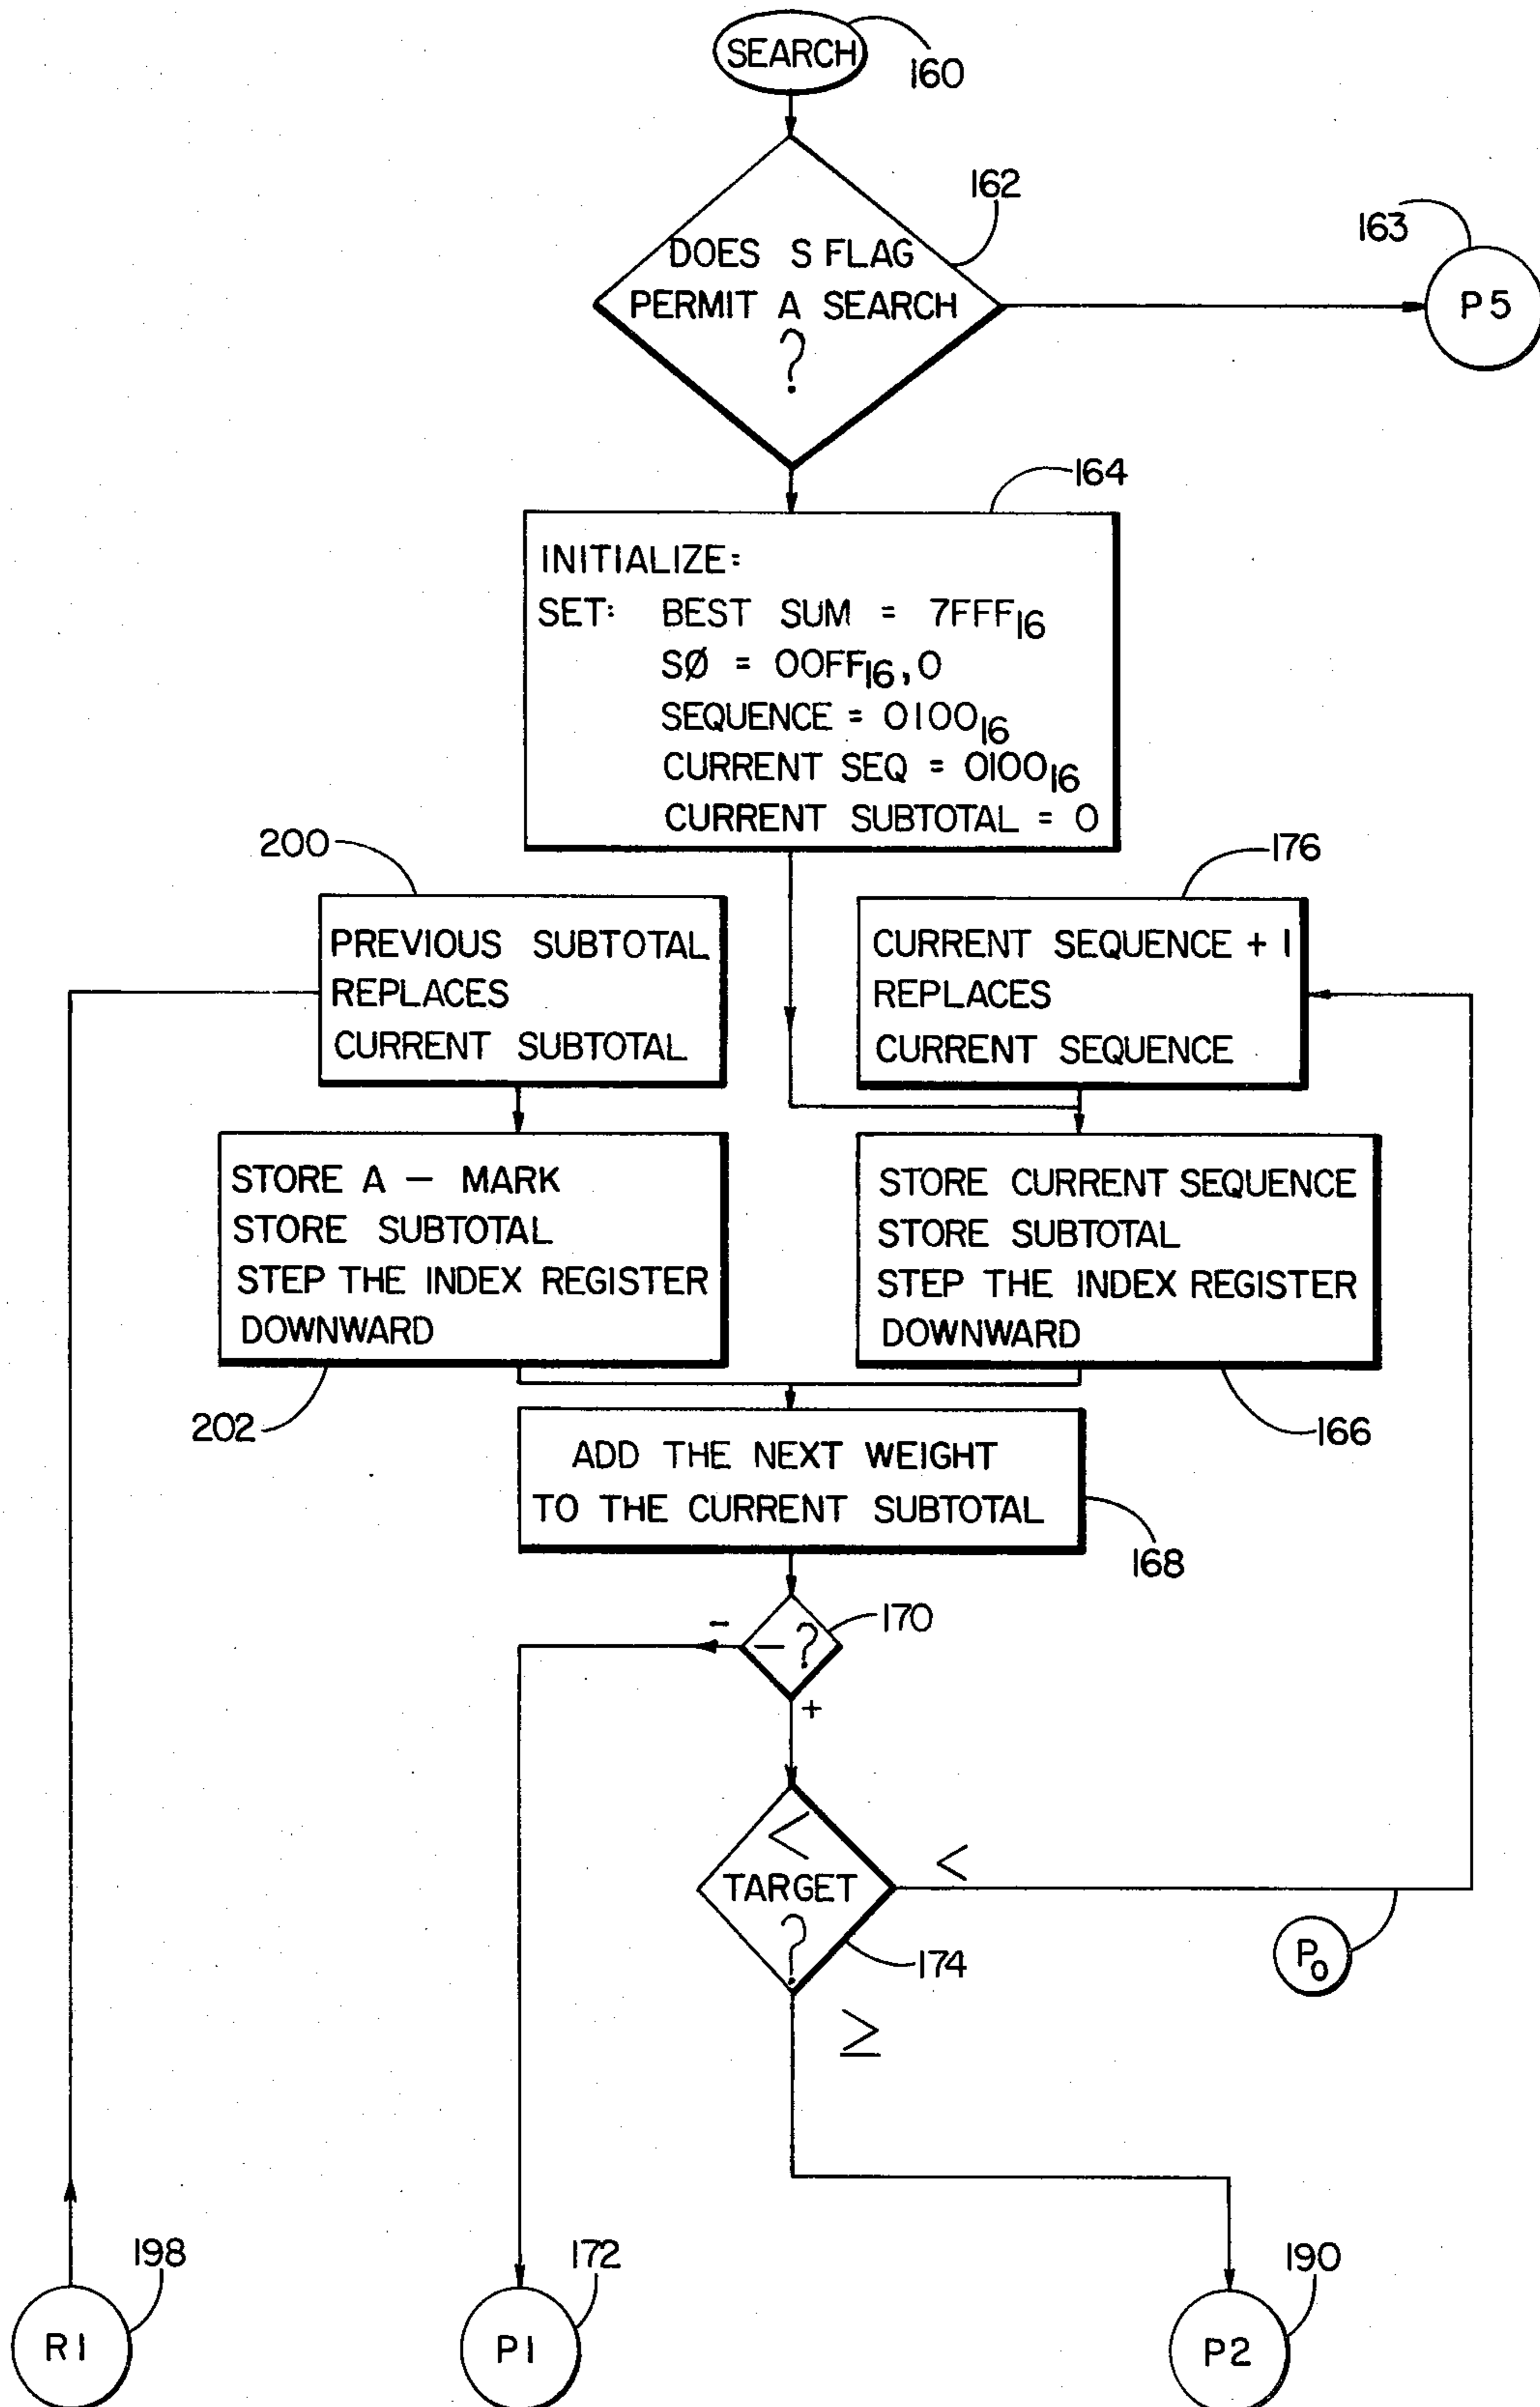 SEARCH
160
162
DOES S FLAG
PERMIT A SEARCH
?
163
P5
164
INITIALIZE:
SET: BEST SUM = 7FFF16
SØ = 00FF16,0
SEQUENCE = 010016
CURRENT SEQ = 010016
CURRENT SUBTOTAL = 0
200
PREVIOUS SUBTOTAL
REPLACES
CURRENT SUBTOTAL
176
CURRENT SEQUENCE + 1
REPLACES
CURRENT SEQUENCE
STORE A — MARK
STORE SUBTOTAL
STEP THE INDEX REGISTER
DOWNWARD
202
STORE CURRENT SEQUENCE
STORE SUBTOTAL
STEP THE INDEX REGISTER
DOWNWARD
166
ADD THE NEXT WEIGHT
TO THE CURRENT SUBTOTAL
168
-
— ?
170
+
<
TARGET
?
<
174
P0
≥
198
R1
172
P1
190
P2